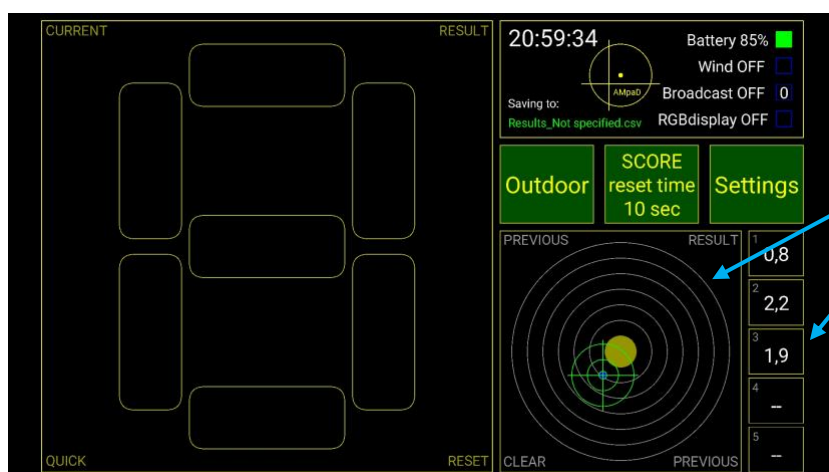 CURRENT RESULT
QUICK RESET
20:59:34
AMpaD
Saving to:
Results_Not specified.csv
Battery 85%
Wind OFF
Broadcast OFF 0
RGBdisplay OFF
Outdoor
SCORE
reset time
10 sec
Settings
PREVIOUS RESULT
CLEAR PREVIOUS
1
0,8
2
2,2
3
1,9
4
--
5
--